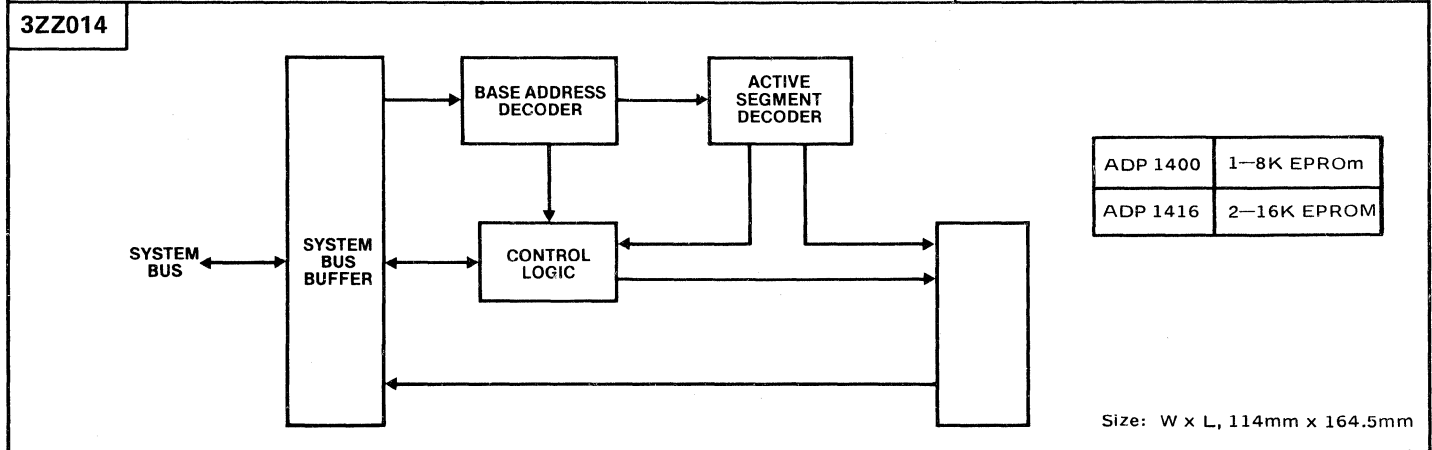 3ZZ014
BASE ADDRESS
DECODER
ACTIVE
SEGMENT
DECODER
ADP 1400 1—8K EPROm
ADP 1416 2—16K EPROM
SYSTEM
BUS
SYSTEM
BUS
BUFFER
CONTROL
LOGIC
Size: W x L, 114mm x 164.5mm